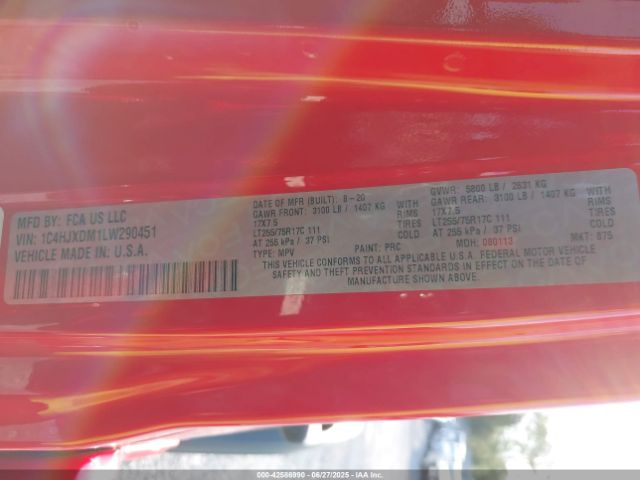 MFD BY: FCA US LLC
VIN: 1C4HJXDM1LW290451
VEHICLE MADE IN U.S.A.
DATE OF MFR (BUILT): 8-20
GAWR FRONT: 3100 LB / 1407 KG WITH
17X7.5 RIMS
LT255/75R17C 111 TIRES
AT 255 kPa / 37 PSI COLD
TYPE: MPV PAINT: PRC
GVWR: 5800 LB / 2631 KG
GAWR REAR: 3100 LB / 1407 KG WITH
17X7.5 RIMS
LT255/75R17C 111 TIRES
AT 255 kPa / 37 PSI COLD
MDH: 080113 MKT: 875
THIS VEHICLE CONFORMS TO ALL APPLICABLE U.S.A. FEDERAL MOTOR VEHICLE
SAFETY AND THEFT PREVENTION STANDARDS IN EFFECT ON THE DATE OF
MANUFACTURE SHOWN ABOVE.
000-42586990 - 06/27/2025 - IAA Inc.